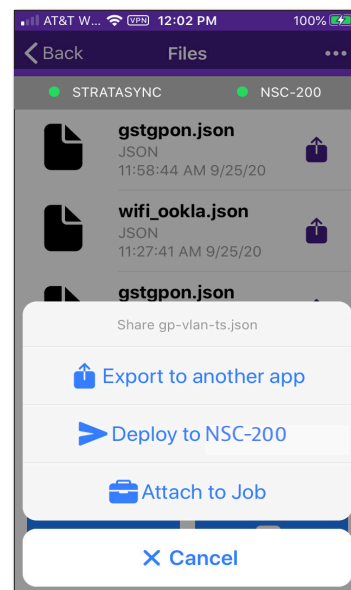 AT&T W... VPN 12:02 PM 100%
Back Files
STRATASYNC NSC-200
gstgpon.json
JSON
11:58:44 AM 9/25/20
wifi_ookla.json
JSON
11:27:41 AM 9/25/20
gstgpon.json
Share gp-vlan-ts.json
Export to another app
Deploy to NSC-200
Attach to Job
Cancel